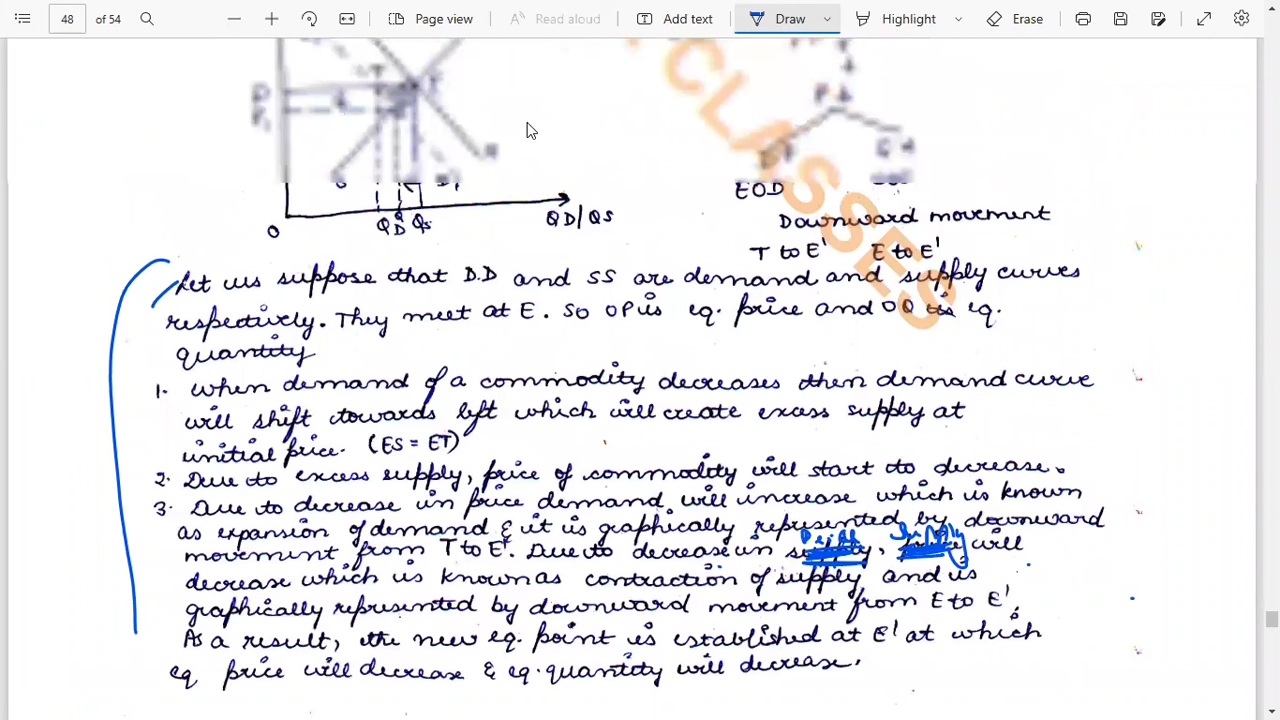 48 of 54 Page view Read aloud Add text Draw Highlight Erase
CLASSES
P
P1
T E
O QD Q QS QD/QS
EOD
Downward movement
T to E' E to E'
Let us suppose that D.D and SS are demand and supply curves
respectively. They meet at E. So OP is eq. price and OQ is eq.
quantity
1. when demand of a commodity decreases then demand curve
will shift towards left which will create excess supply at
initial price. (ES = ET)
2. Due to excess supply, price of commodity will start to decrease.
3. Due to decrease in price demand will increase which is known
as expansion of demand & it is graphically represented by downward
movement from T to E'. Due to decrease in Price, Supply will
decrease which is known as contraction of supply and is
graphically represented by downward movement from E to E',
As a result, the new eq. point is established at E' at which
eq price will decrease & eq. quantity will decrease.